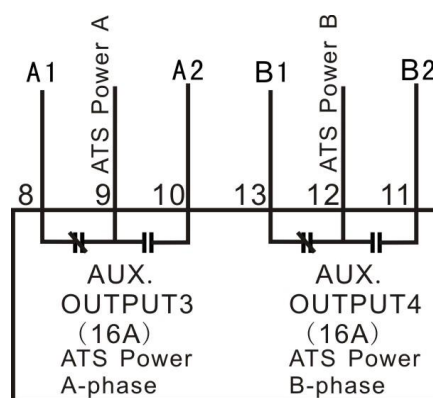 A1
ATS Power A
A2
B1
ATS Power B
B2
8
9
10
13
12
11
AUX.
OUTPUT3
(16A)
ATS Power
A-phase
AUX.
OUTPUT4
(16A)
ATS Power
B-phase